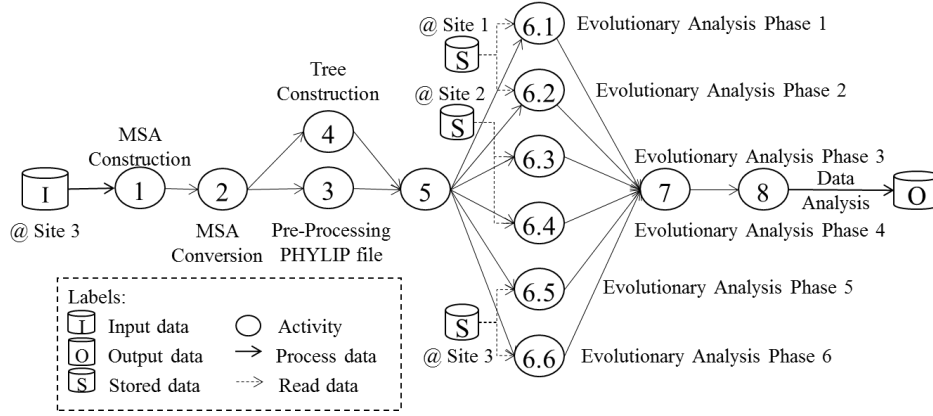 @ Site 1
S
6.1
Evolutionary Analysis Phase 1
@ Site 2
S
6.2
Evolutionary Analysis Phase 2
Tree
Construction
4
MSA
Construction
6.3
Evolutionary Analysis Phase 3
I
1
2
3
5
7
8
Data
Analysis
O
@ Site 3
MSA
Conversion
Pre-Processing
PHYLIP file
6.4
Evolutionary Analysis Phase 4
6.5
Evolutionary Analysis Phase 5
S
@ Site 3
6.6
Evolutionary Analysis Phase 6
Labels:
I Input data
Activity
O Output data
Process data
S Stored data
Read data